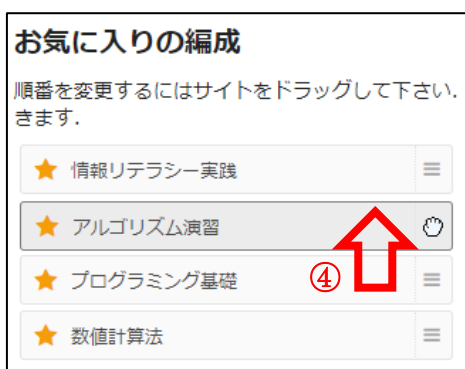 お気に入りの編成
順番を変更するにはサイトをドラッグして下さい.
きます.
情報リテラシー実践
アルゴリズム演習
プログラミング基礎
④
数値計算法